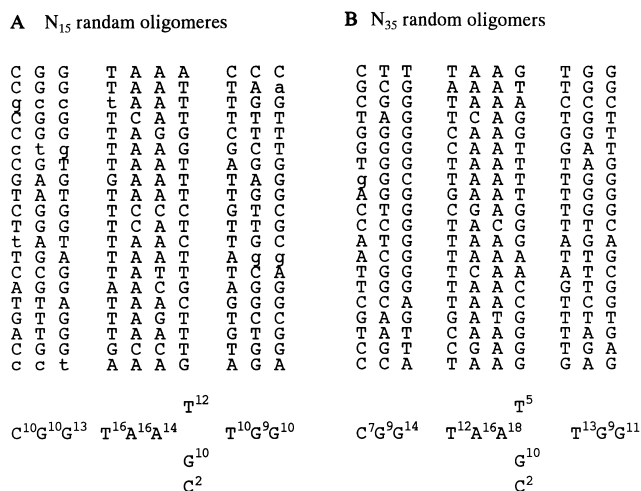 A N₁₅ randam oligomeres B N₃₅ random oligomers
C G G T A A A C C C C T T T A A G T G G
C G G T A A T T A a G C G A A A T G G G
g c c t A A T T G G C G G T A A A C C C
C G G T C A T T T T T A G T C A G T G T
G G G T A G G C T T G G G C A A G G G T
c t g T A A G G C T C G G C A A T G A T
C G T T A A T A G G T G G T A A T T A G
G A G T A A T T A G g G C T A A T T G G
T A T T A A T T G G A G G T A A T T G G
C G G T C C C G T C G G T C G A G T G G
T G G T A A C T T G C C G T A C G T T C
t A T T A A C T G C A T G T A A T A G A
T G A T A A T A g g A C G T A A A G T G
C C G T A T T T C A T G G T C A A A T C
A G G A A C G A G G T G G T A A C G T G
T T A T A A C G G G C C A T A A C T C G
G T G T A G T T C C G A G G A T G G T T
A T G T A A T G T G T A T C A A G T A G
C G G G C C T T G G C G T C G A G T G A
c c t A A A G A G A C C A T A A G G A G
T¹² T⁵
C¹⁰G¹⁰G¹³ T¹⁶A¹⁶A¹⁴ T¹⁰G⁹G¹⁰ C⁷G⁹G¹⁴ T¹²A¹⁶A¹⁸ T¹³G⁹G¹¹
G¹⁰ G¹⁰
C² C²